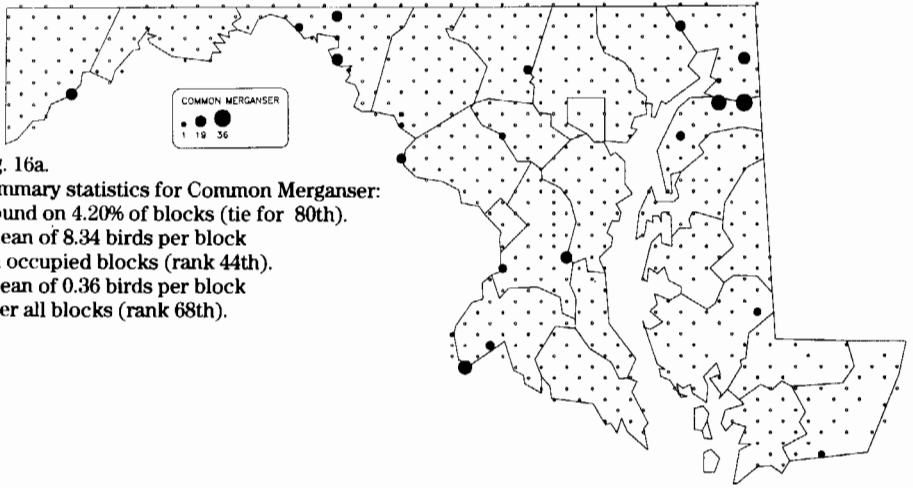 COMMON MERGANSER
1 19 36
g. 16a.
mmary statistics for Common Merganser:
und on 4.20% of blocks (tie for 80th).
ean of 8.34 birds per block
occupied blocks (rank 44th).
ean of 0.36 birds per block
er all blocks (rank 68th).